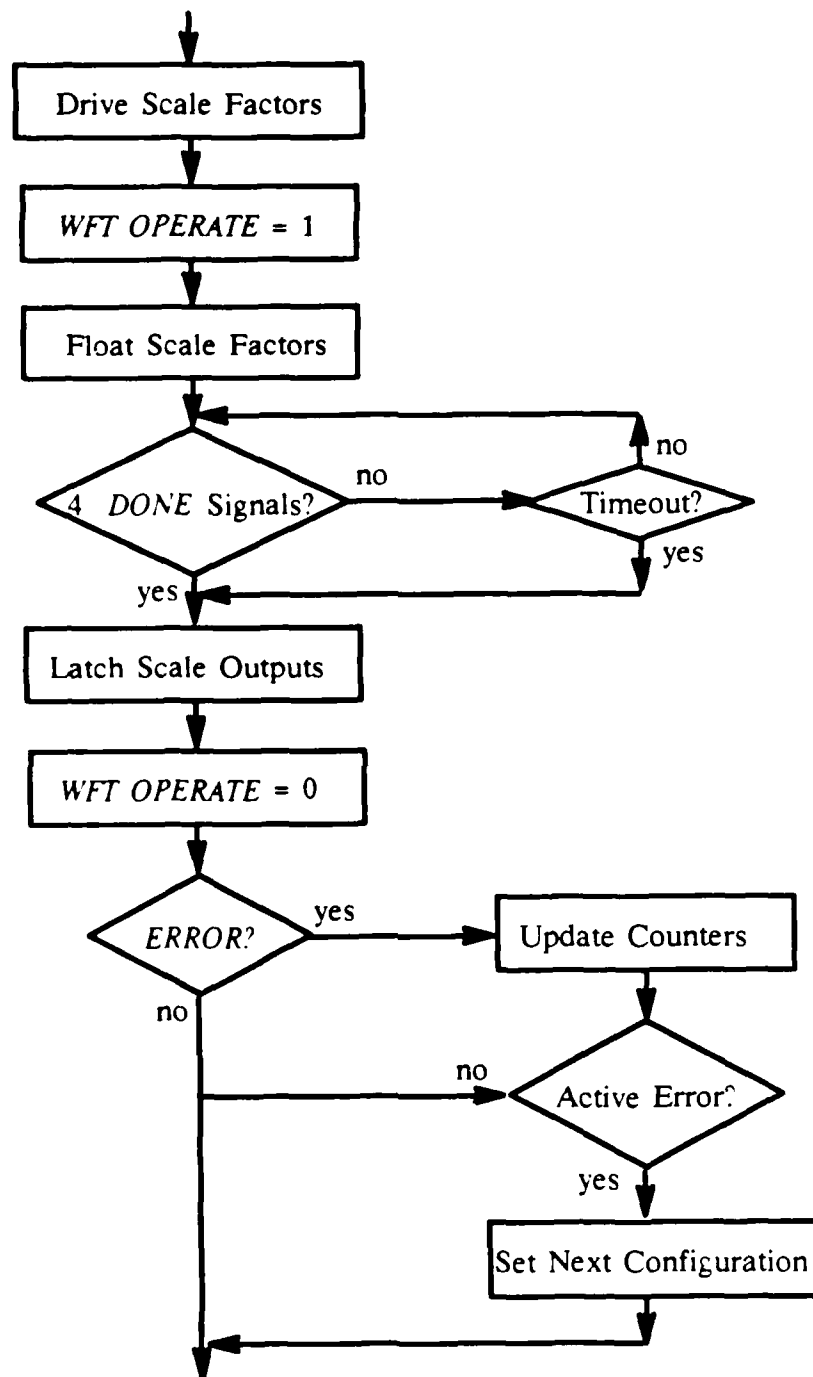 Drive Scale Factors
WFT OPERATE = 1
Float Scale Factors
4 DONE Signals?
no
Timeout?
no
yes
yes
Latch Scale Outputs
WFT OPERATE = 0
ERROR?
yes
Update Counters
no
no
Active Error?
yes
Set Next Configuration